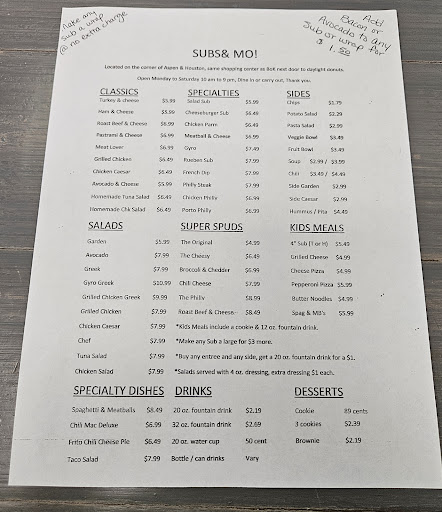 Make any
sub a wrap
@ no extra charge
Add
Bacon or
Avocado to any
Sub or wrap for
$ 1.50
SUBS& MO!
Located on the corner of Aspen & Houston, same shopping center as BoK next door to daylight donuts.
Open Monday to Saturday 10 am to 9 pm, Dine in or carry out, Thank you.
CLASSICS
Turkey & cheese $5.99
Ham & Cheese $5.99
Roast Beef & Cheese $6.99
Pastrami & Cheese $6.99
Meat Lover $6.99
Grilled Chicken $6.49
Chicken Caesar $6.49
Avocado & Cheese $5.99
Homemade Tuna Salad $6.49
Homemade Chk Salad $6.49
SPECIALTIES
Salad Sub $5.99
Cheeseburger Sub $6.49
Chicken Parm $6.49
Meatball & Cheese $6.99
Gyro $7.49
Rueben Sub $7.99
French Dip $7.99
Philly Steak $7.99
Chicken Philly $6.99
Porto Philly $6.99
SIDES
Chips $1.79
Potato Salad $2.29
Pasta Salad $2.99
Veggie Bowl $3.49
Fruit Bowl $3.49
Soup $2.99 / $3.99
Chili $3.49 / $4.49
Side Garden $2.99
Side Caesar $2.99
Hummus / Pita $4.49
SALADS
Garden $5.99
Avocado $7.99
Greek $7.99
Gyro Greek $10.99
Grilled Chicken Greek $9.99
Grilled Chicken $7.99
Chicken Caesar $7.99
Chef $7.99
Tuna Salad $7.99
Chicken Salad $7.99
SUPER SPUDS
The Original $4.99
The Cheesy $6.49
Broccoli & Chedder $6.99
Chili Cheese $7.99
The Philly $8.99
Roast Beef & Cheese $8.49
KIDS MEALS
4" Sub (T or H) $5.49
Grilled Cheese $4.99
Cheese Pizza $4.99
Pepperoni Pizza $5.99
Butter Noodles $4.99
Spag & MB's $5.99
*Kids Meals include a cookie & 12 oz. fountain drink.
*Make any Sub a large for $3 more.
*Buy any entree and any side, get a 20 oz. fountain drink for a $1.
*Salads served with 4 oz. dressing, extra dressing $1 each.
SPECIALTY DISHES
Spaghetti & Meatballs $8.49
Chili Mac Deluxe $6.99
Frito Chili Cheese Pie $6.49
Taco Salad $7.99
DRINKS
20 oz. fountain drink $2.19
32 oz. fountain drink $2.69
20 oz. water cup 50 cent
Bottle / can drinks Vary
DESSERTS
Cookie 89 cents
3 cookies $2.39
Brownie $2.19